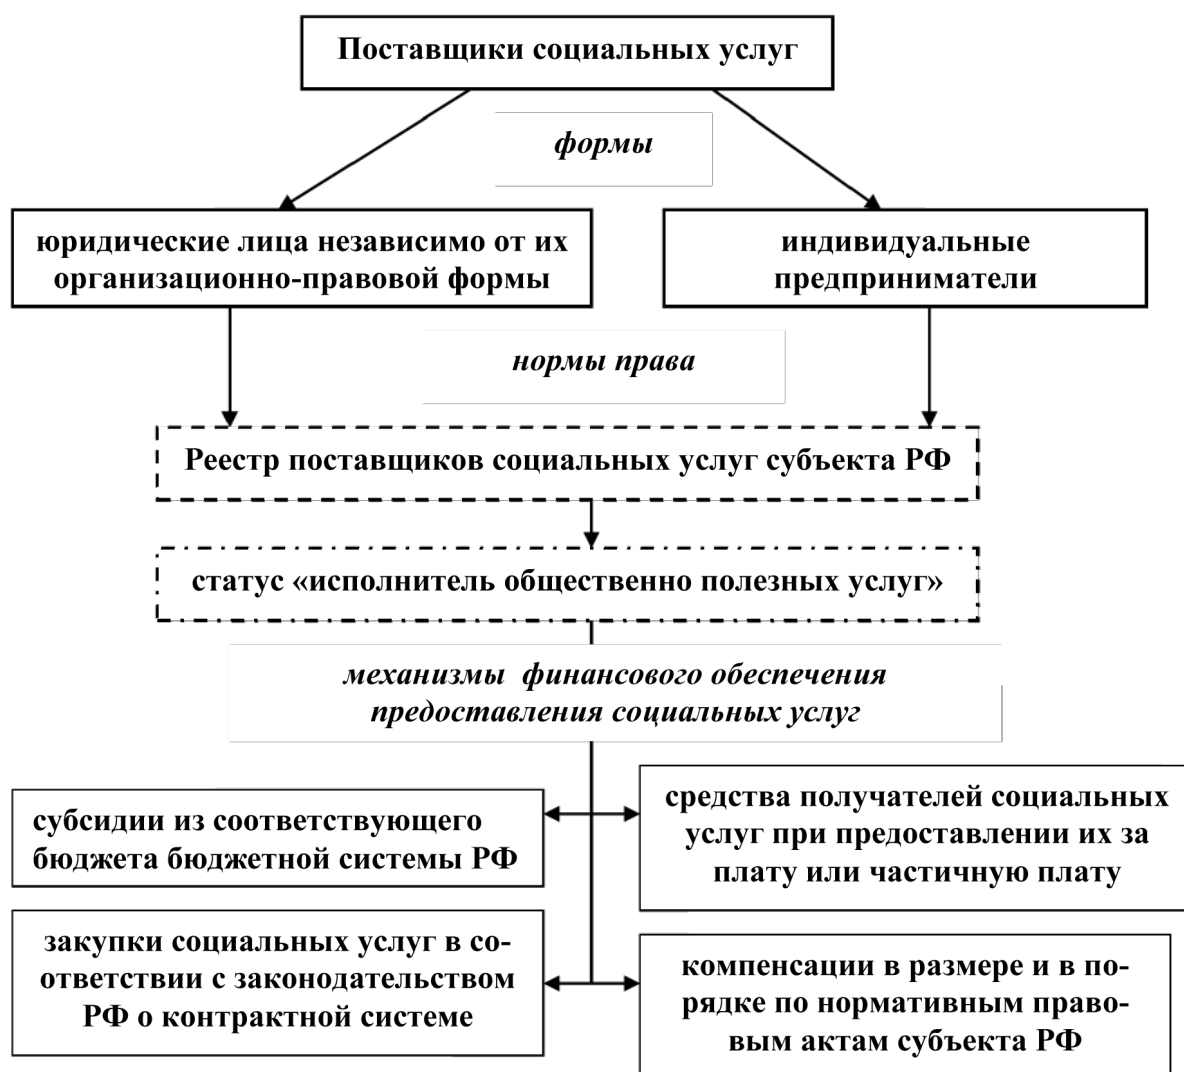 Поставщики социальных услуг
формы
юридические лица независимо от их
организационно-правовой формы
индивидуальные
предприниматели
нормы права
Реестр поставщиков социальных услуг субъекта РФ
статус «исполнитель общественно полезных услуг»
механизмы финансового обеспечения
предоставления социальных услуг
субсидии из соответствующего
бюджета бюджетной системы РФ
средства получателей социальных
услуг при предоставлении их за
плату или частичную плату
закупки социальных услуг в со-
ответствии с законодательством
РФ о контрактной системе
компенсации в размере и в по-
рядке по нормативным право-
вым актам субъекта РФ